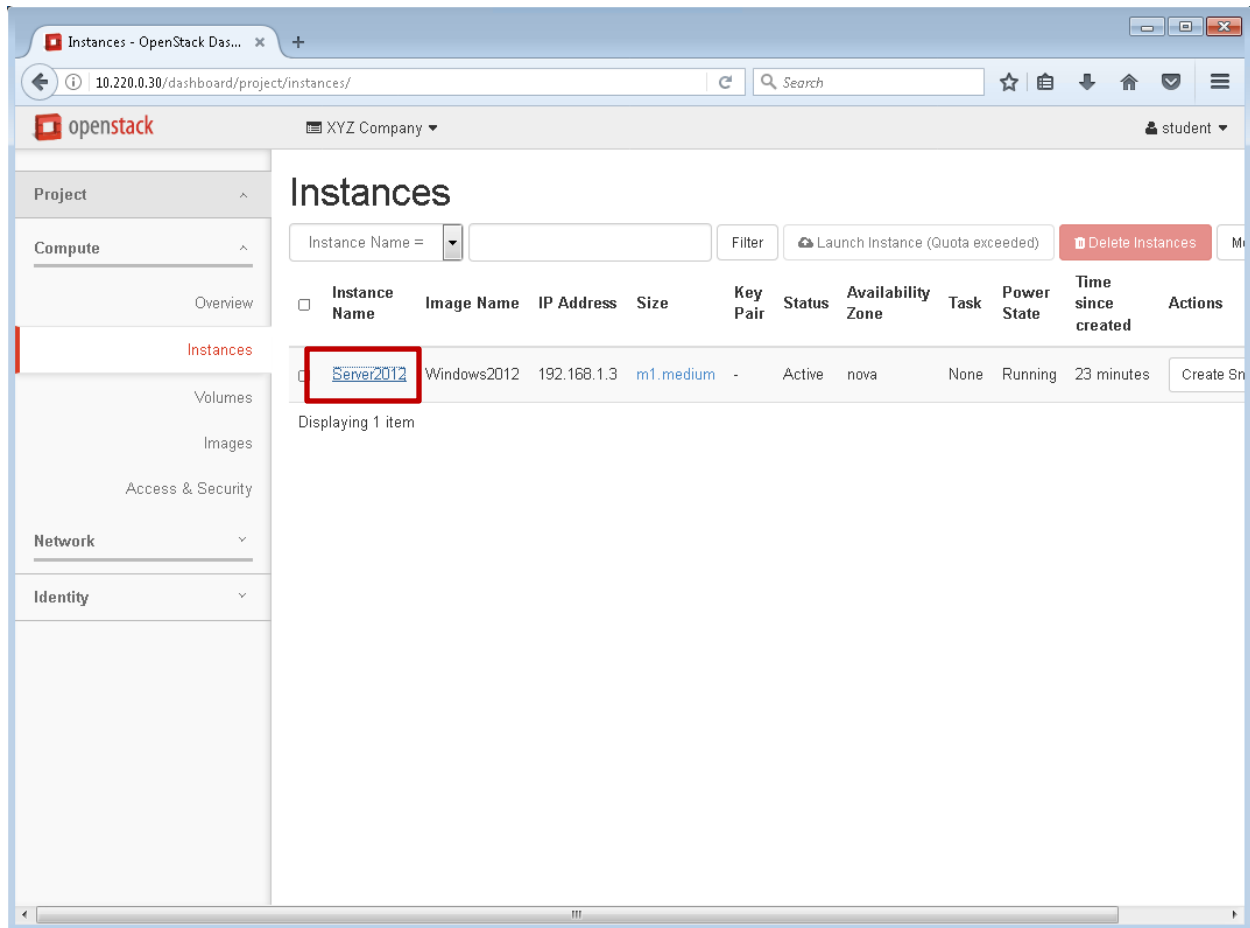 Instances - OpenStack Das...
10.220.0.30/dashboard/project/instances/
Search
openstack
XYZ Company
student
Project
Compute
Overview
Instances
Volumes
Images
Access & Security
Network
Identity
Instances
Instance Name =
Filter
Launch Instance (Quota exceeded)
Delete Instances
Instance Name
Image Name
IP Address
Size
Key Pair
Status
Availability Zone
Task
Power State
Time since created
Actions
Server2012
Windows2012
192.168.1.3
m1.medium
-
Active
nova
None
Running
23 minutes
Create Sn
Displaying 1 item